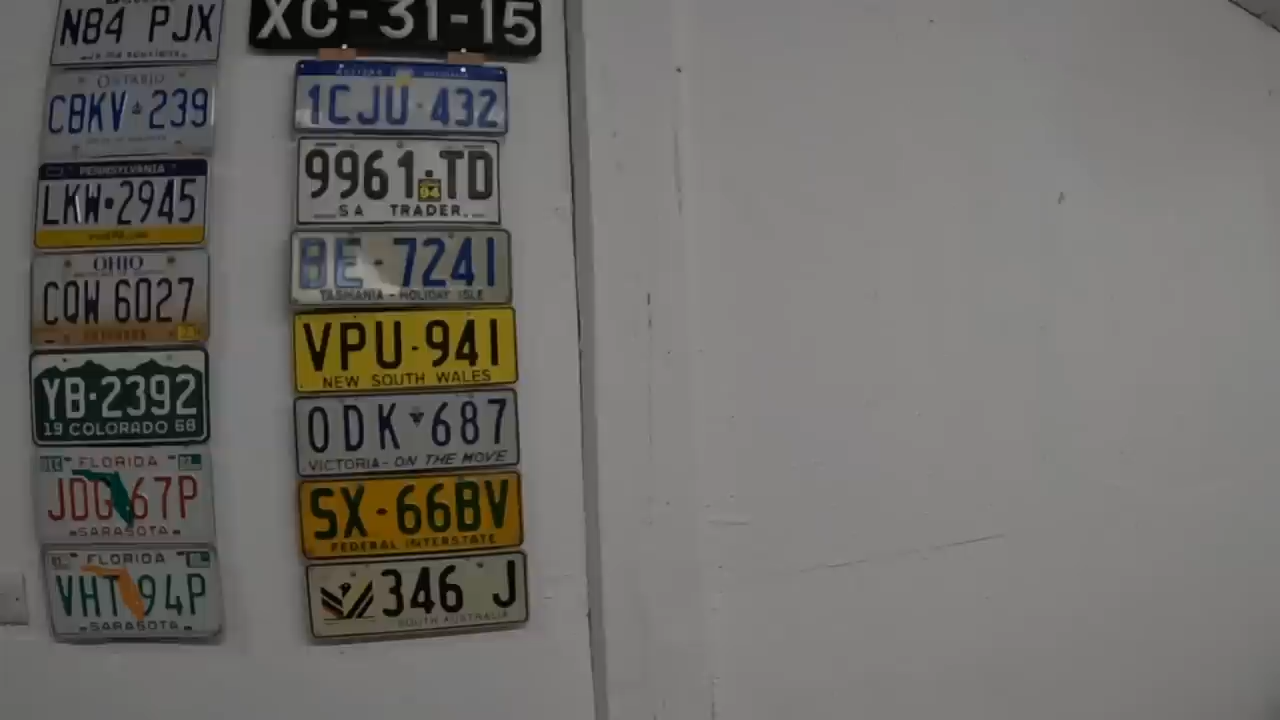 N84 PJX
ONTARIO
CBKV 239
PENNSYLVANIA
LKW 2945
OHIO
CQW 6027
YB-2392
19 COLORADO 68
FLORIDA
JDG 67P
SARASOTA
FLORIDA
VHT 94P
SARASOTA
XC-31-15
1CJU·432
9961 TD
94
SA TRADER
BE-7241
TASMANIA - HOLIDAY ISLE
VPU·941
NEW SOUTH WALES
ODK 687
VICTORIA - ON THE MOVE
SX·66BV
FEDERAL INTERSTATE
346 J
SOUTH AUSTRALIA